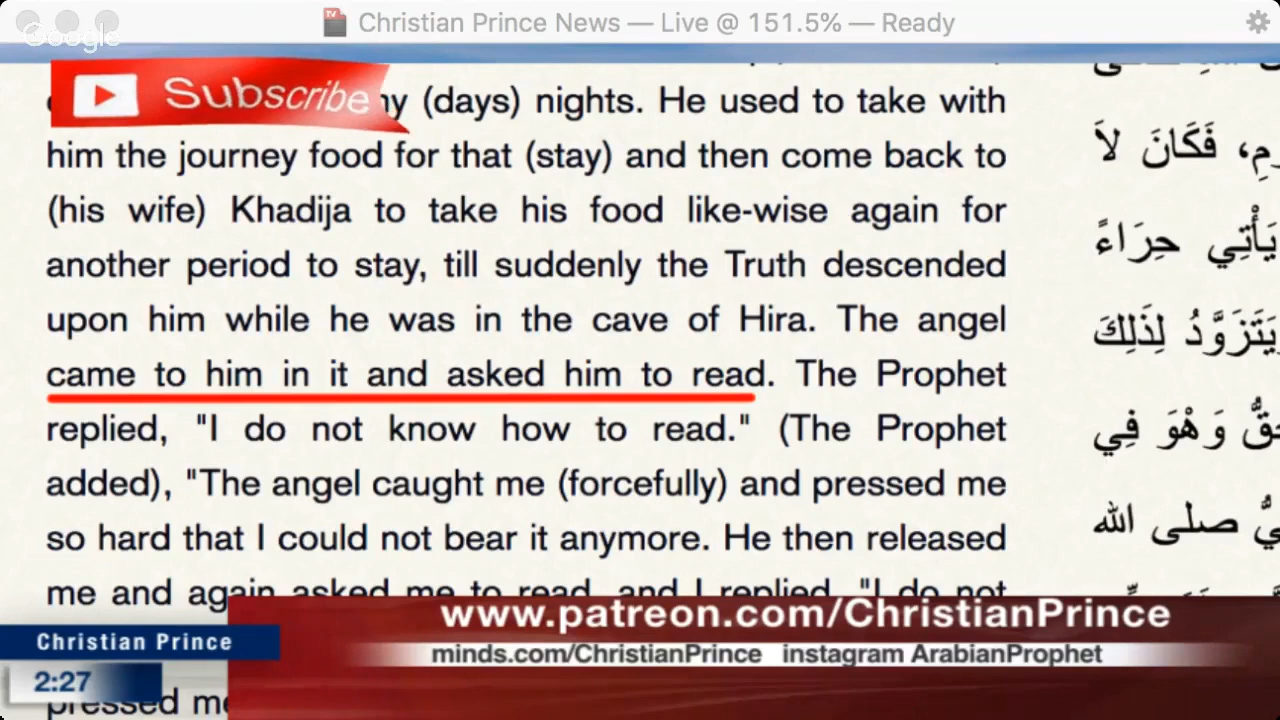 Christian Prince News — Live @ 151.5% — Ready
Google
Subscribe
(days) nights. He used to take with
him the journey food for that (stay) and then come back to
(his wife) Khadija to take his food like-wise again for
another period to stay, till suddenly the Truth descended
upon him while he was in the cave of Hira. The angel
came to him in it and asked him to read. The Prophet
replied, "I do not know how to read." (The Prophet
added), "The angel caught me (forcefully) and pressed me
so hard that I could not bear it anymore. He then released
me and again asked me to read, and I replied, "I do not
pressed me
فَكَانَ لاَ
يَأْتِي حِرَاءً
وَيَتَزَوَّدُ لِذَلِكَ
وَهْوَ فِي
صلى الله
www.patreon.com/ChristianPrince
minds.com/ChristianPrince instagram ArabianProphet
Christian Prince
2:27